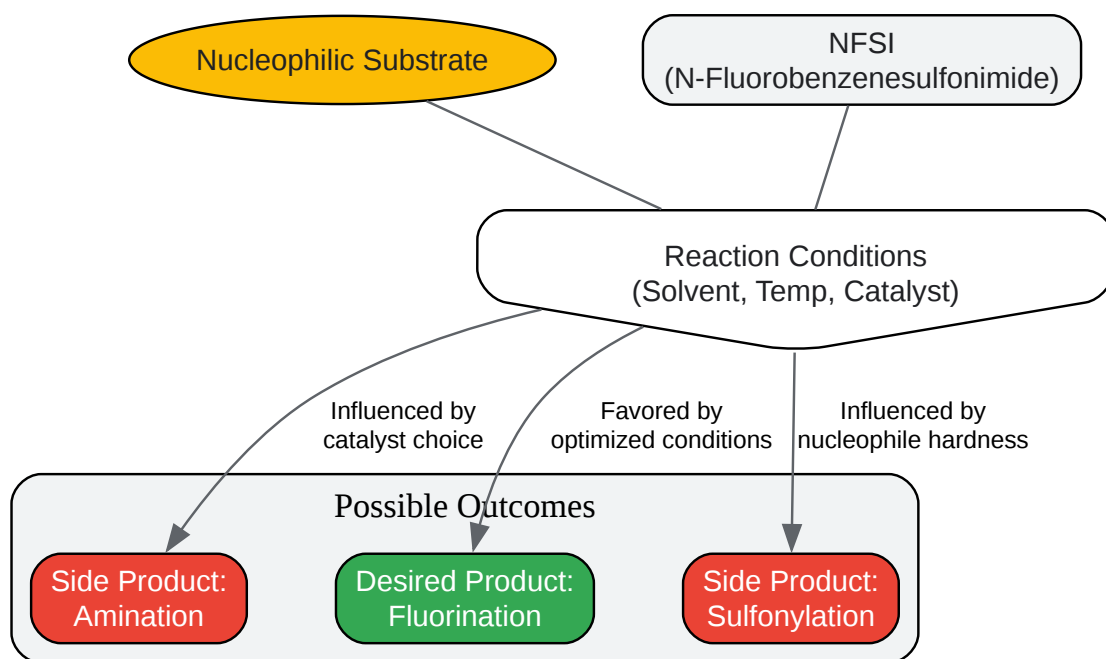 Nucleophilic Substrate
NFSI
(N-Fluorobenzenesulfonimide)
Reaction Conditions
(Solvent, Temp, Catalyst)
Influenced by
catalyst choice
Favored by
optimized conditions
Influenced by
nucleophile hardness
Possible Outcomes
Side Product:
Amination
Desired Product:
Fluorination
Side Product:
Sulfonylation